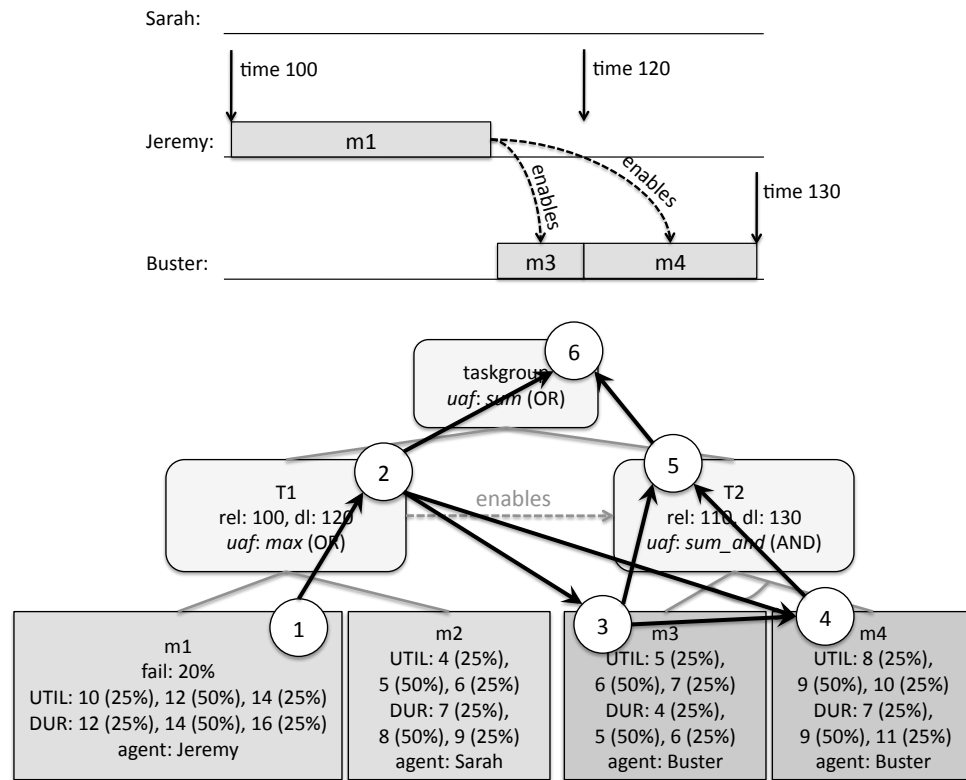 Sarah:
time 100
time 120
Jeremy:
m1
enables
enables
time 130
Buster:
m3
m4
6
taskgroup
uaf: sum (OR)
2
5
T1
rel: 100, dl: 120
uaf: max (OR)
enables
T2
rel: 110, dl: 130
uaf: sum_and (AND)
1
3
4
m1
fail: 20%
UTIL: 10 (25%), 12 (50%), 14 (25%)
DUR: 12 (25%), 14 (50%), 16 (25%)
agent: Jeremy
m2
UTIL: 4 (25%),
5 (50%), 6 (25%)
DUR: 7 (25%),
8 (50%), 9 (25%)
agent: Sarah
m3
UTIL: 5 (25%),
6 (50%), 7 (25%)
DUR: 4 (25%),
5 (50%), 6 (25%)
agent: Buster
m4
UTIL: 8 (25%),
9 (50%), 10 (25%)
DUR: 7 (25%),
9 (50%), 11 (25%)
agent: Buster